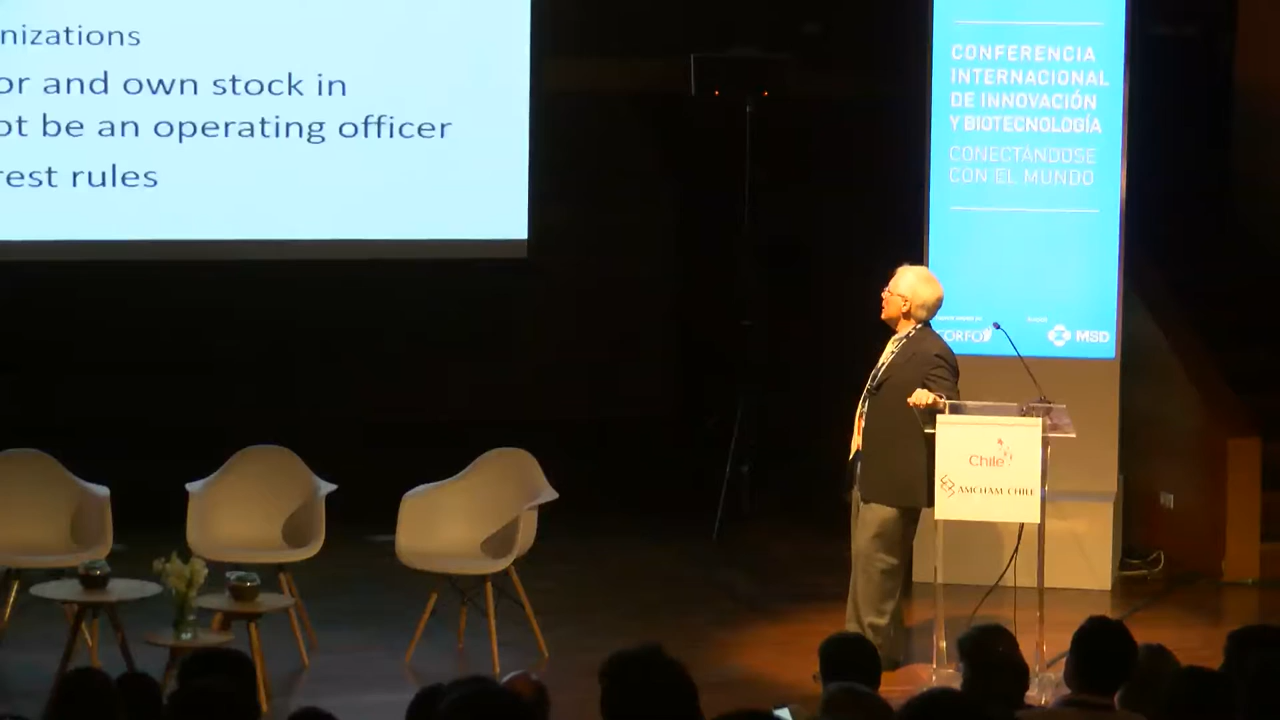 nizations
or and own stock in
ot be an operating officer
rest rules
CONFERENCIA
INTERNACIONAL
DE INNOVACIÓN
Y BIOTECNOLOGÍA
CONECTÁNDOSE
CON EL MUNDO
CORFO
MSD
Chile
AMCHAM CHILE